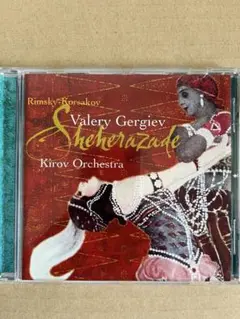 Rimsky-Korsakov
Valery Gergiev
Sheherazade
Kirov Orchestra